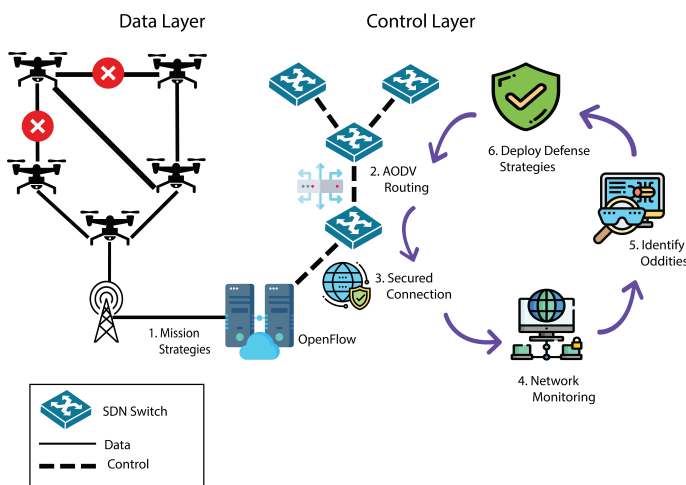 Data Layer
Control Layer
6. Deploy Defense
Strategies
2. AODV
Routing
5. Identify
Oddities
3. Secured
Connection
1. Mission
Strategies
OpenFlow
4. Network
Monitoring
SDN Switch
Data
Control